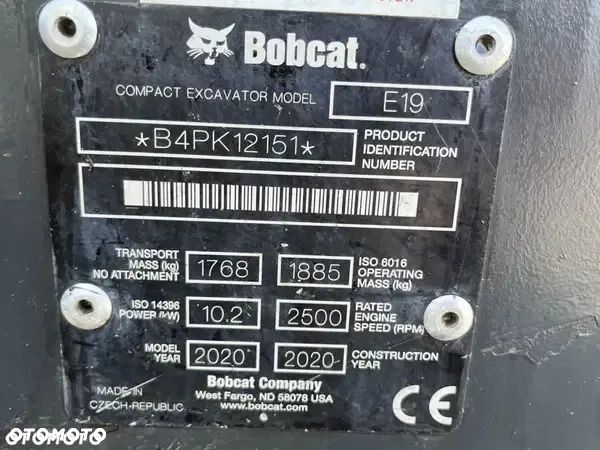 Bobcat.
COMPACT EXCAVATOR MODEL E19
*B4PK12151* PRODUCT IDENTIFICATION NUMBER
TRANSPORT MASS (kg) NO ATTACHMENT 1768 1885 ISO 6016 OPERATING MASS (kg)
ISO 14396 POWER (kW) 10.2 2500 RATED ENGINE SPEED (RPM)
MODEL YEAR 2020 2020 CONSTRUCTION YEAR
Bobcat Company
West Fargo, ND 58078 USA
www.bobcat.com
MADE IN
CZECH-REPUBLIC
CE
OTOMOTO
OTOMOTO